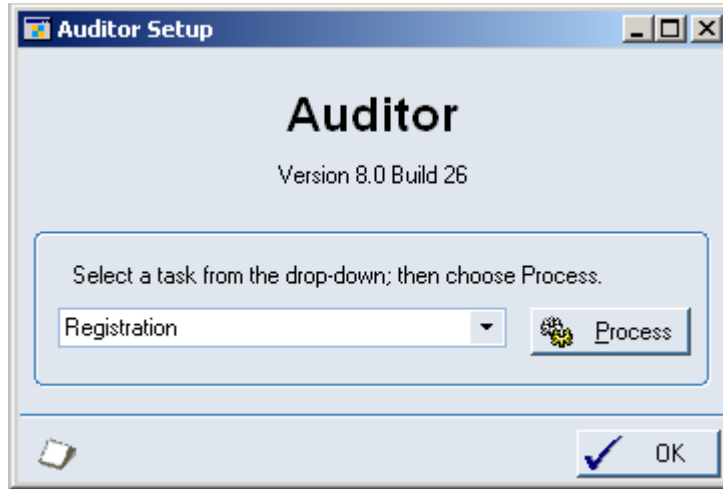 Auditor Setup
Auditor
Version 8.0 Build 26
Select a task from the drop-down; then choose Process.
Registration
Process
OK